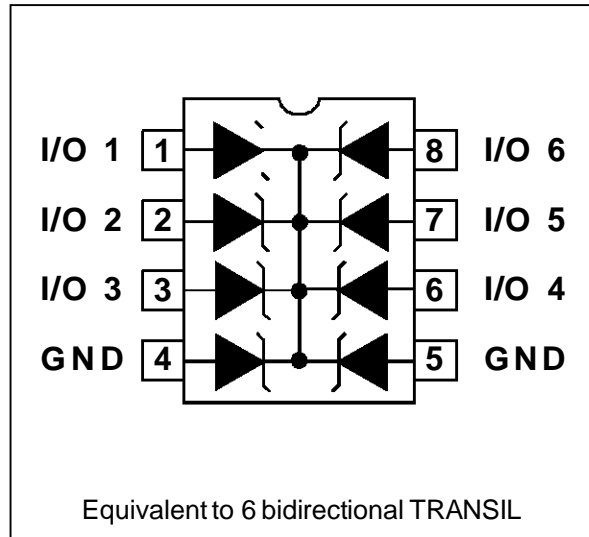 I/O 1 1 8 I/O 6
I/O 2 2 7 I/O 5
I/O 3 3 6 I/O 4
GND 4 5 GND
Equivalent to 6 bidirectional TRANSIL